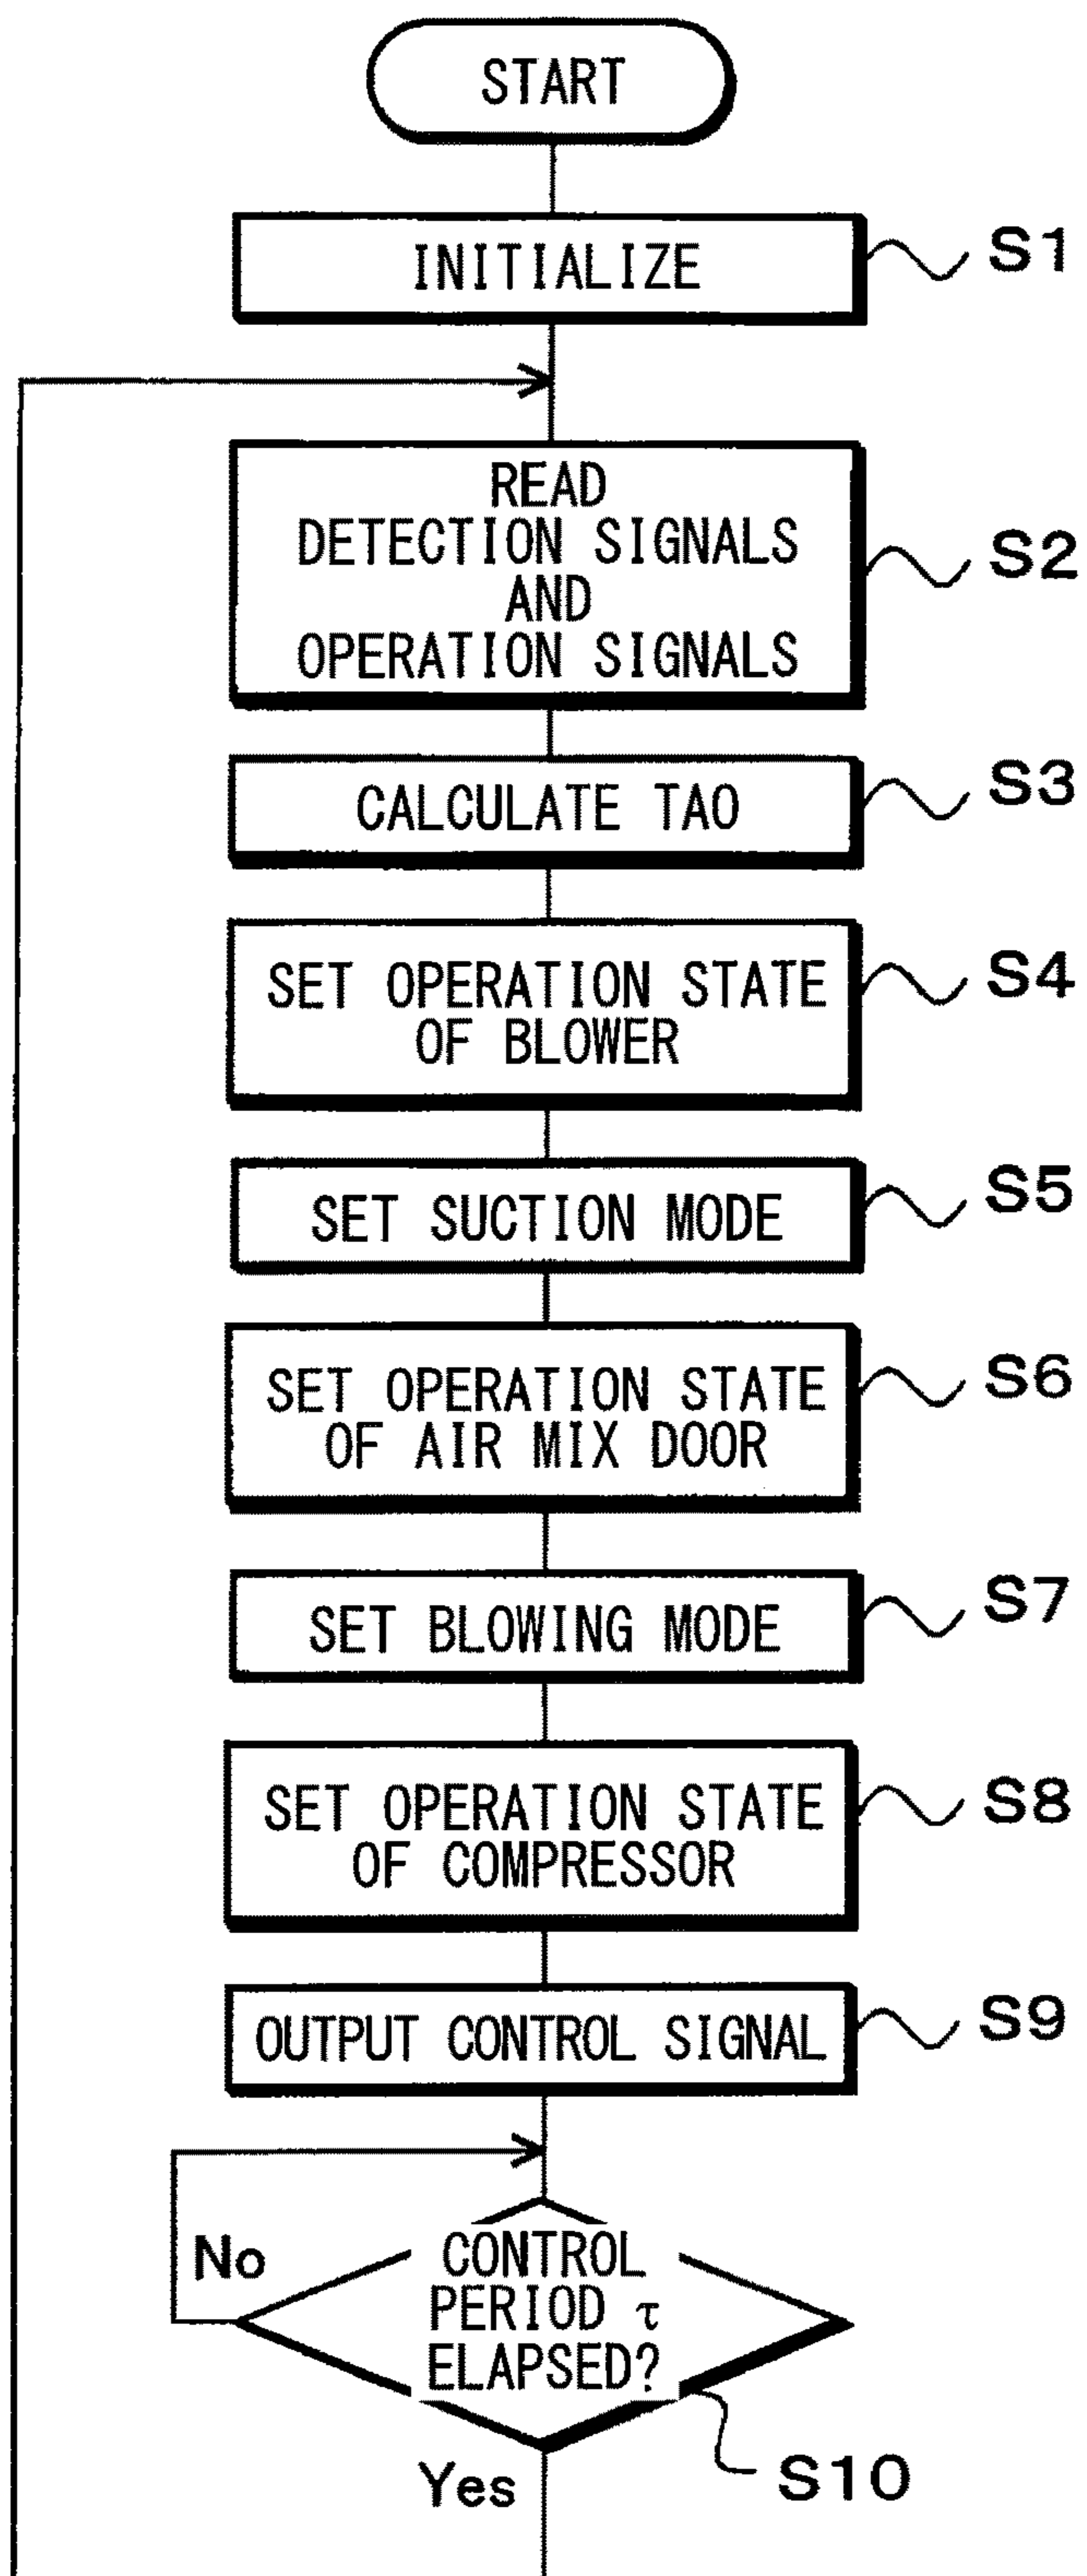 START
INITIALIZE
S1
READ
DETECTION SIGNALS
AND
OPERATION SIGNALS
S2
CALCULATE TAO
S3
SET OPERATION STATE
OF BLOWER
S4
SET SUCTION MODE
S5
SET OPERATION STATE
OF AIR MIX DOOR
S6
SET BLOWING MODE
S7
SET OPERATION STATE
OF COMPRESSOR
S8
OUTPUT CONTROL SIGNAL
S9
No
CONTROL
PERIOD τ
ELAPSED?
S10
Yes